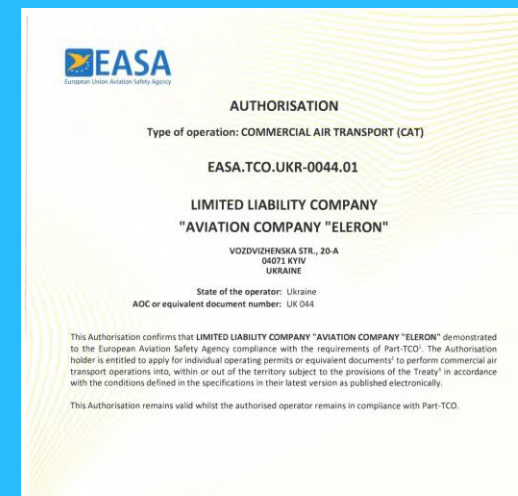 EASA
European Union Aviation Safety Agency
AUTHORISATION
Type of operation: COMMERCIAL AIR TRANSPORT (CAT)
EASA.TCO.UKR-0044.01
LIMITED LIABILITY COMPANY
"AVIATION COMPANY "ELERON"
VOZDVIZHENSKA STR., 20-A
04071 KYIV
UKRAINE
State of the operator: Ukraine
AOC or equivalent document number: UK 044
This Authorisation confirms that LIMITED LIABILITY COMPANY "AVIATION COMPANY "ELERON" demonstrated
to the European Aviation Safety Agency compliance with the requirements of Part-TCO¹. The Authorisation
holder is entitled to apply for individual operating permits or equivalent documents² to perform commercial air
transport operations into, within or out of the territory subject to the provisions of the Treaty³ in accordance
with the conditions defined in the specifications in their latest version as published electronically.
This Authorisation remains valid whilst the authorised operator remains in compliance with Part-TCO.